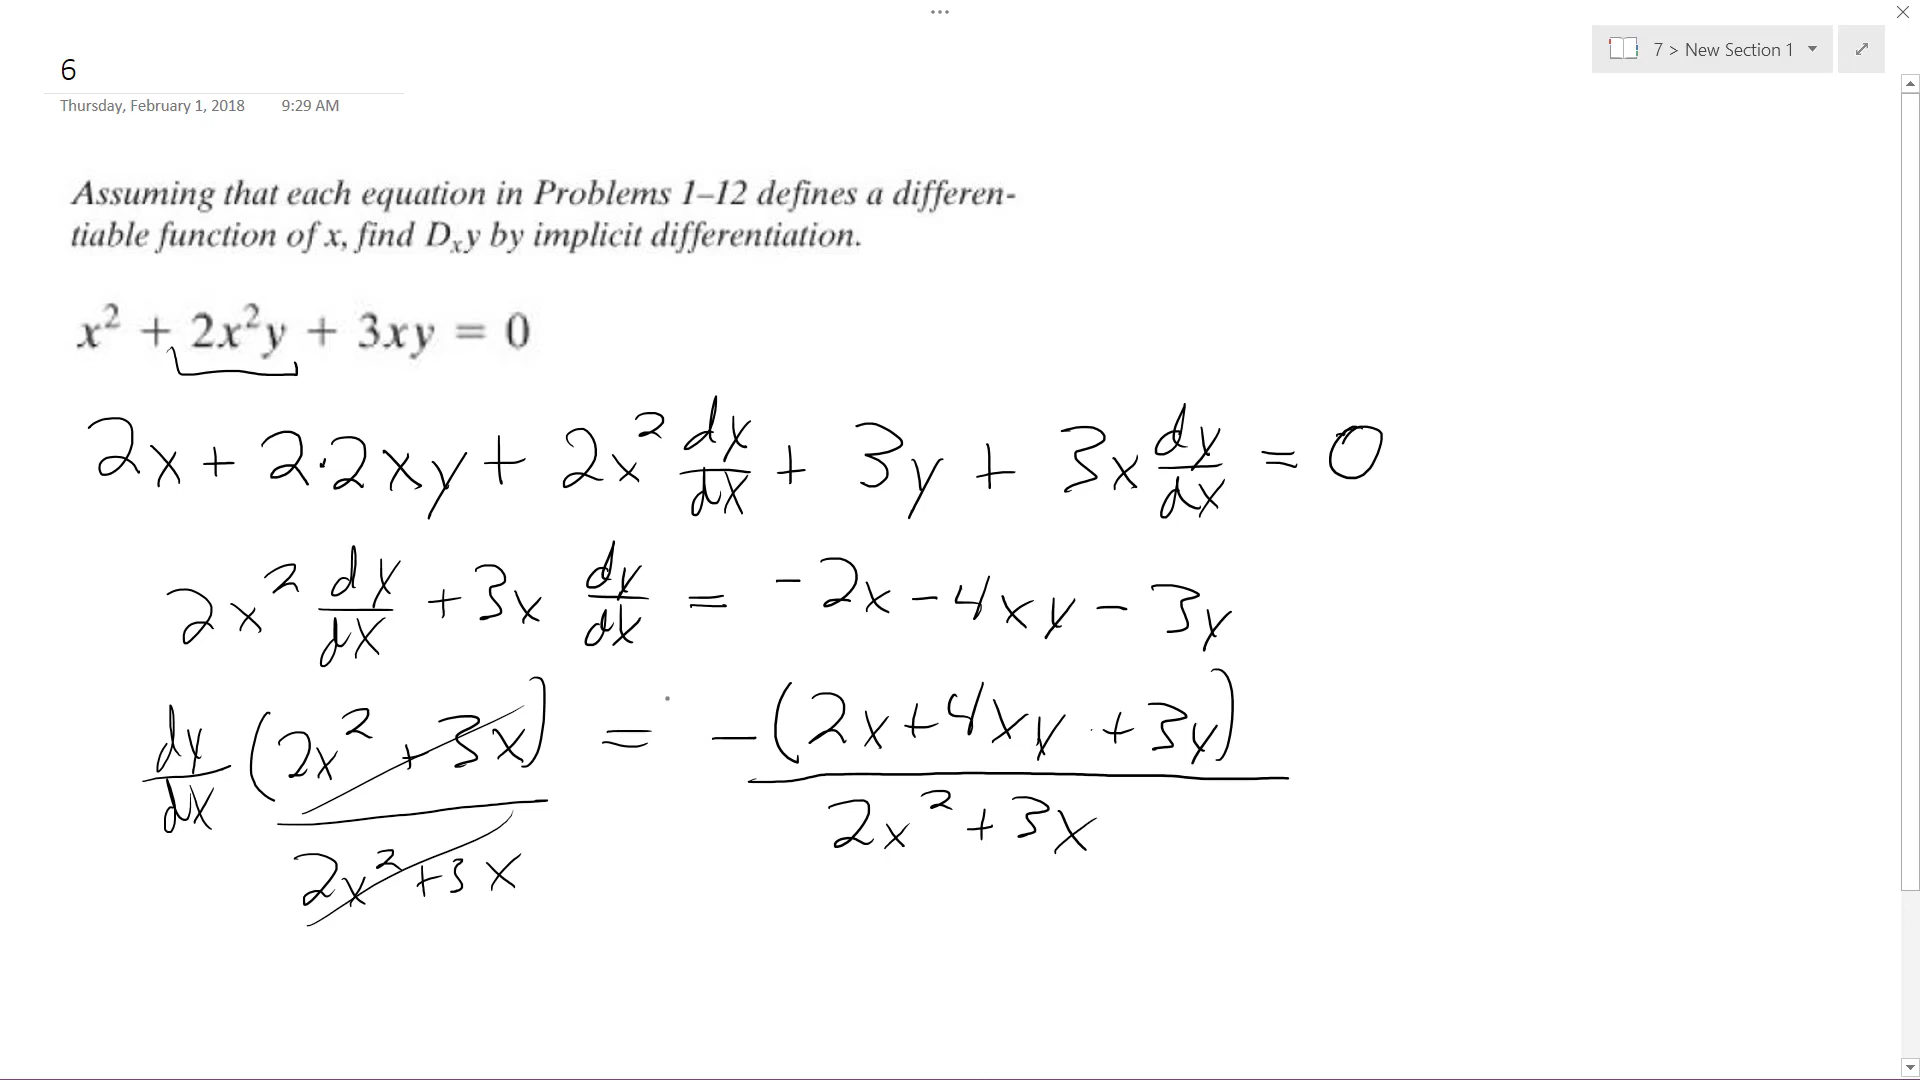 7 > New Section 1
6
Thursday, February 1, 2018 9:29 AM
Assuming that each equation in Problems 1–12 defines a differen-
tiable function of x, find Dₓy by implicit differentiation.
x² + 2x²y + 3xy = 0
2x + 2·2xy + 2x² dy/dx + 3y + 3x dy/dx = 0
2x² dy/dx + 3x dy/dx = -2x - 4xy - 3y
dy/dx (2x² + 3x) / 2x² + 3x = -(2x + 4xy + 3y) / 2x² + 3x